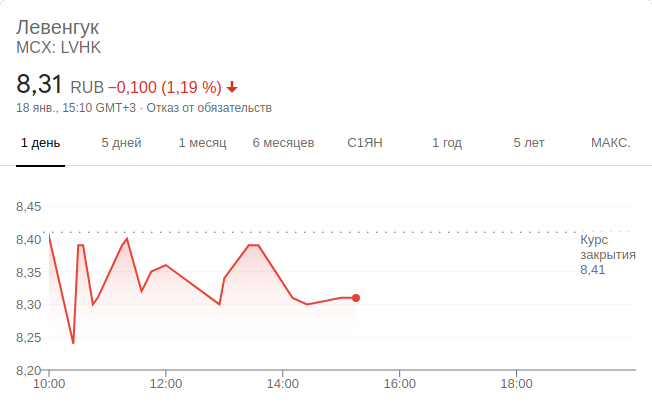 Левенгук
MCX: LVHK
8,31 RUB −0,100 (1,19 %)
18 янв., 15:10 GMT+3 · Отказ от обязательств
1 день 5 дней 1 месяц 6 месяцев С1ЯН 1 год 5 лет МАКС.
8,45
8,40
8,35
8,30
8,25
8,20
Курс
закрытия
8,41
10:00 12:00 14:00 16:00 18:00